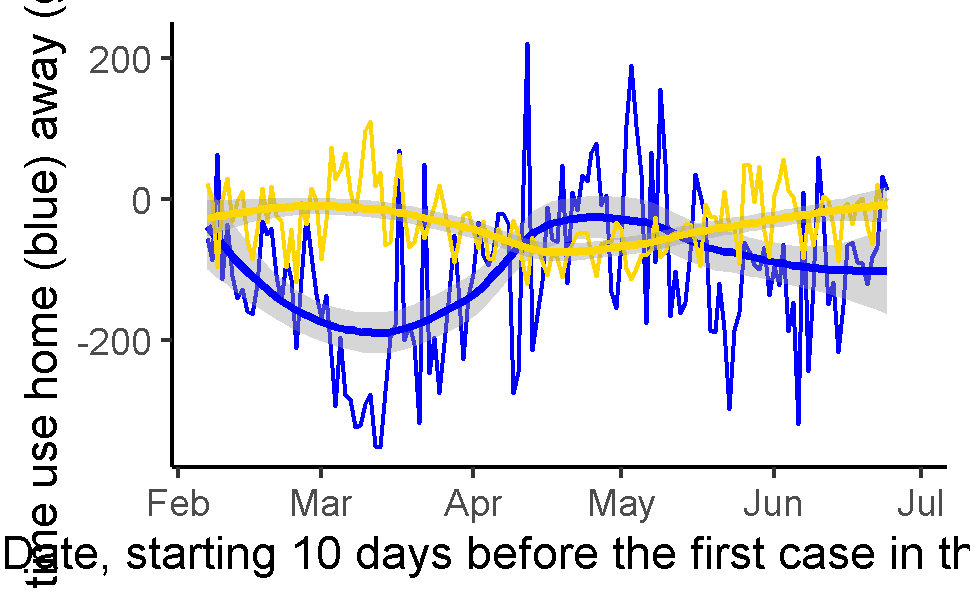 time use home (blue) away (
200
0
-200
Feb Mar Apr May Jun Jul
Date, starting 10 days before the first case in th